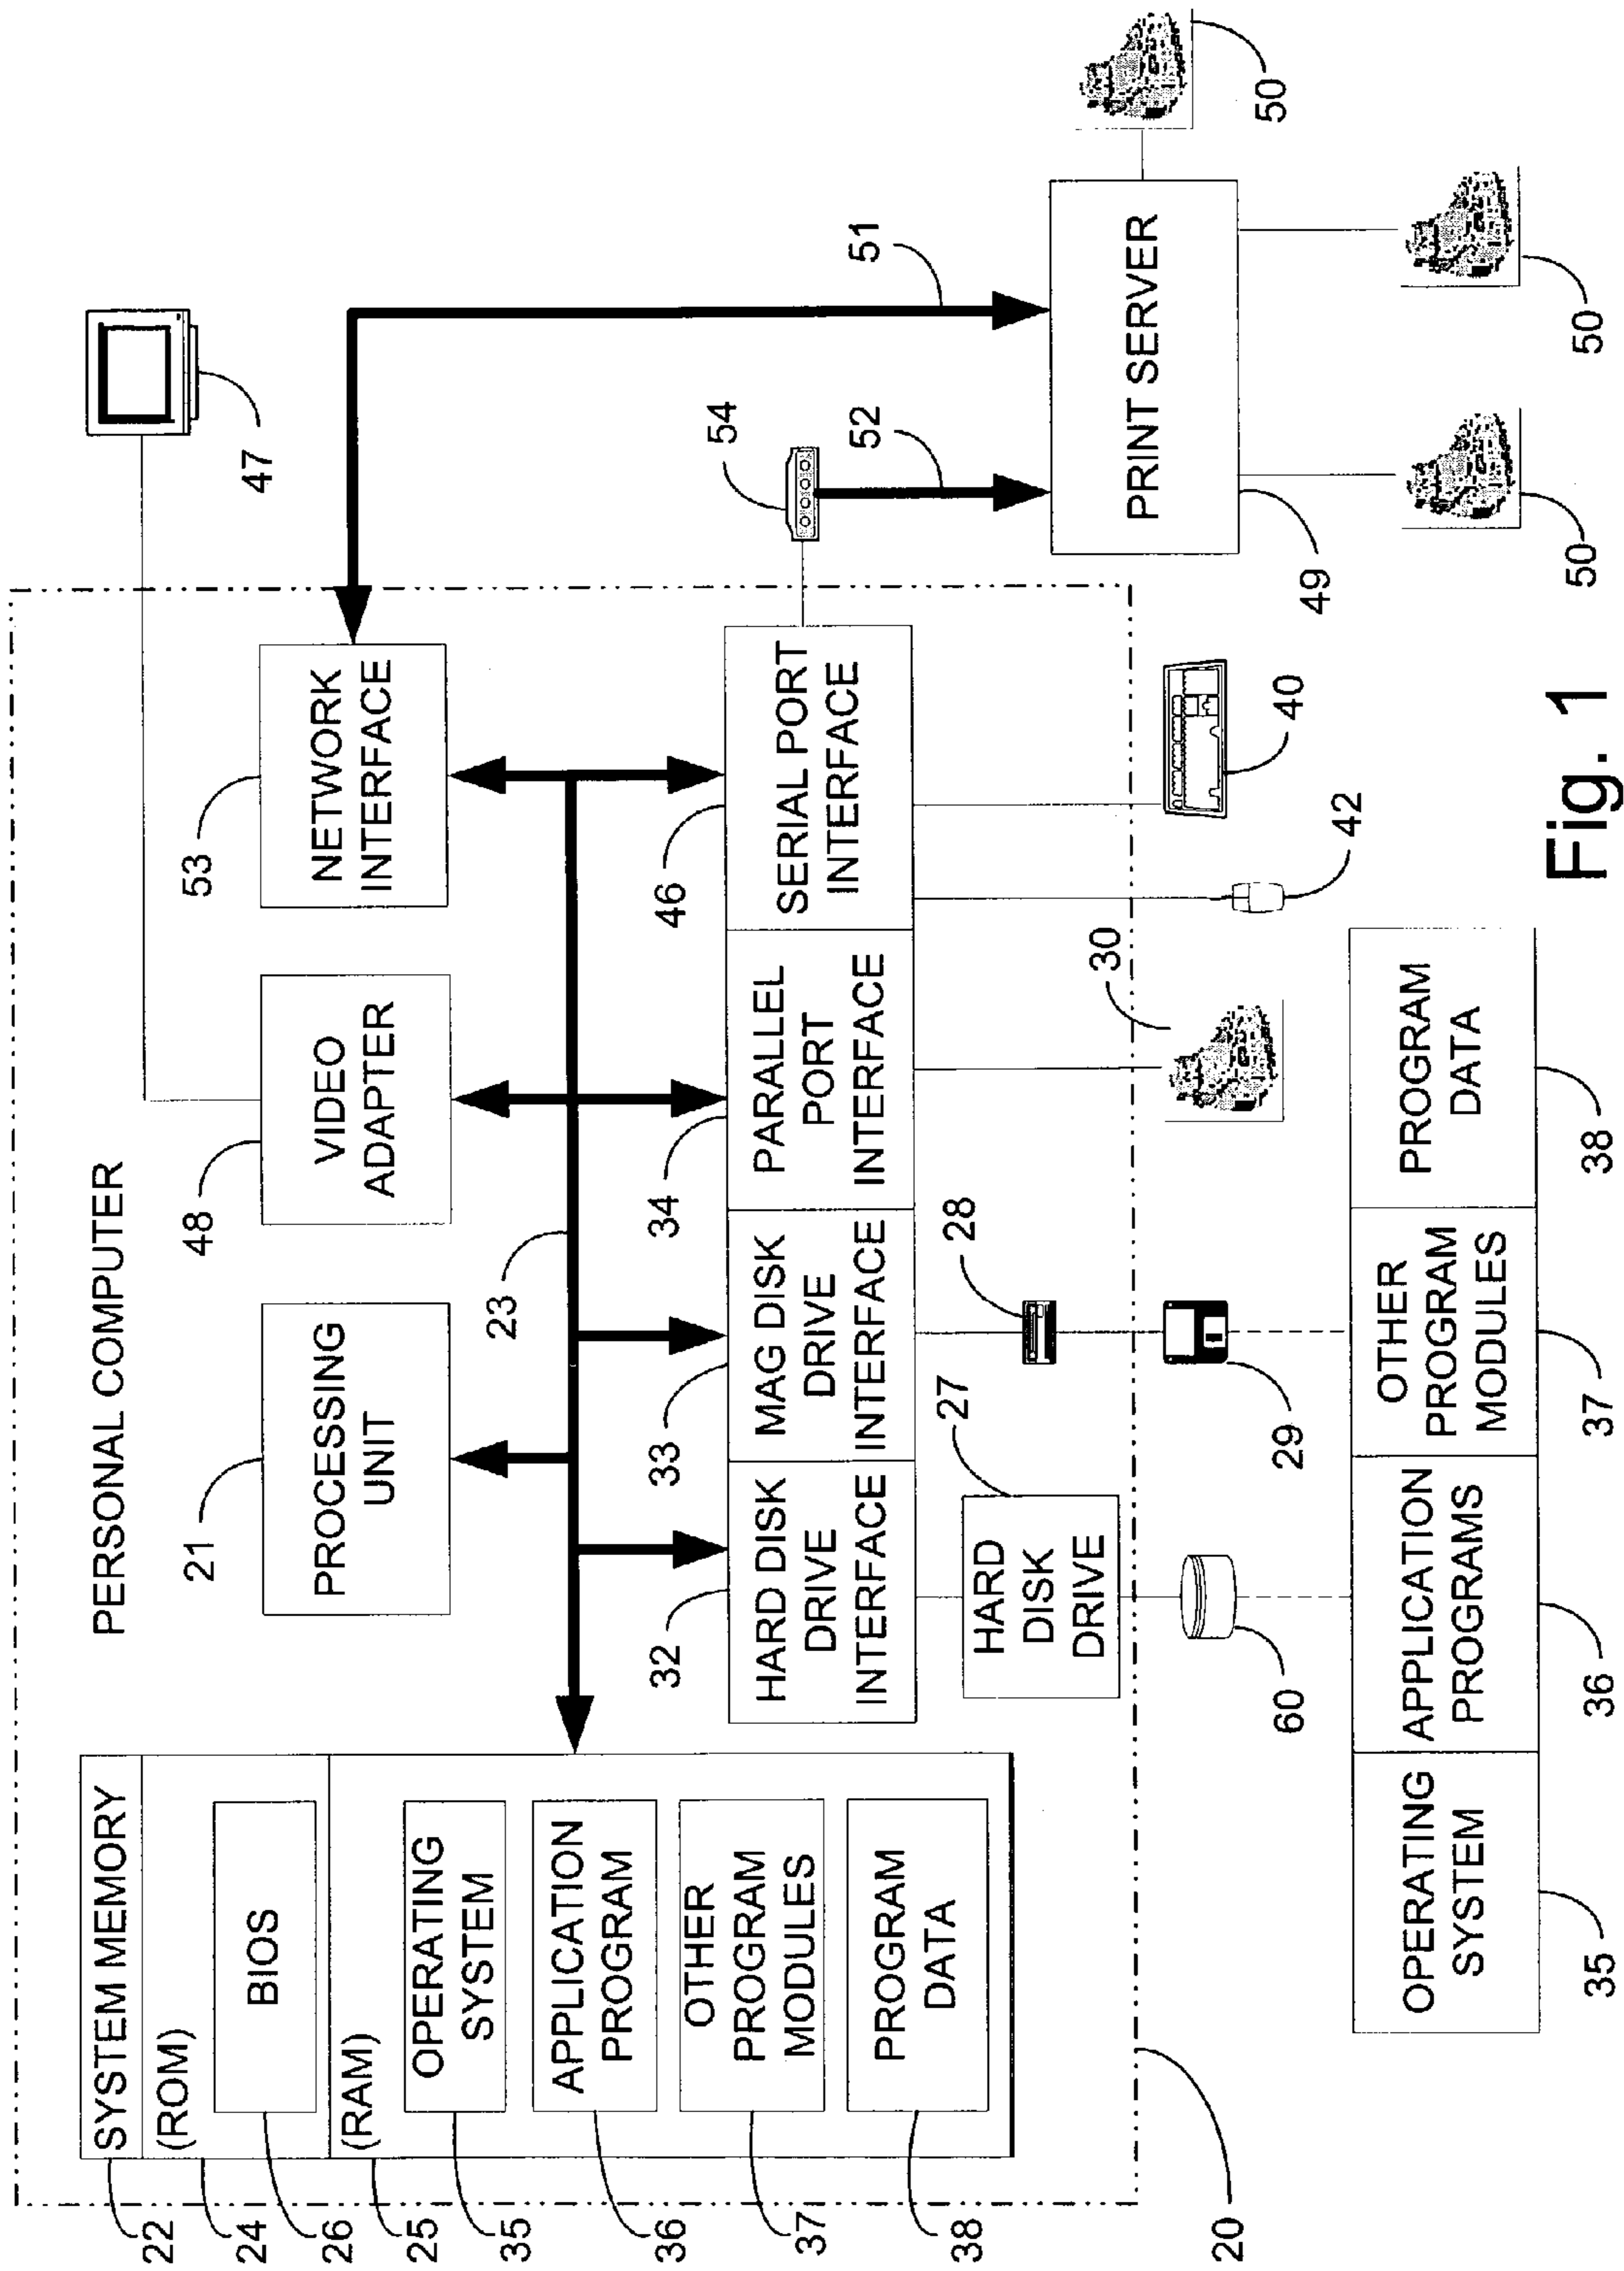 PERSONAL COMPUTER
47
SYSTEM MEMORY
22
(ROM)
24
BIOS
26
(RAM)
25
OPERATING
SYSTEM
35
APPLICATION
PROGRAM
36
OTHER
PROGRAM
MODULES
37
PROGRAM
DATA
38
21
PROCESSING
UNIT
48
VIDEO
ADAPTER
53
NETWORK
INTERFACE
23
32
HARD DISK
DRIVE
INTERFACE
33
MAG DISK
DRIVE
INTERFACE
34
PARALLEL
PORT
INTERFACE
46
SERIAL PORT
INTERFACE
54
52
51
27
HARD
DISK
DRIVE
28
30
PRINT SERVER
49
50
50
50
20
60
29
42
40
OPERATING
SYSTEM
35
APPLICATION
PROGRAMS
36
OTHER
PROGRAM
MODULES
37
PROGRAM
DATA
38
Fig. 1